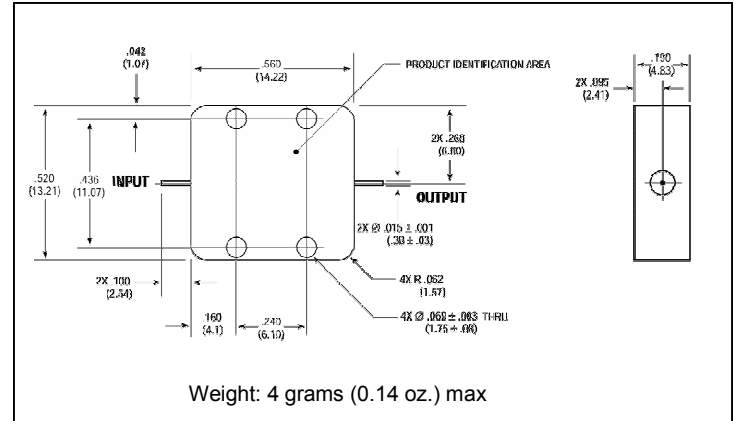 .042
(1.07)
.560
(14.22)
PRODUCT IDENTIFICATION AREA
.190
(4.83)
2X .095
(2.41)
2X .268
(6.80)
.520
(13.21)
.436
(11.07)
INPUT
OUTPUT
2X Ø .015 ± .001
(.38 ± .03)
2X .100
(2.54)
4X R .062
(1.57)
.160
(4.1)
.240
(6.10)
4X Ø .069 ± .003 THRU
(1.75 ± .08)
Weight: 4 grams (0.14 oz.) max